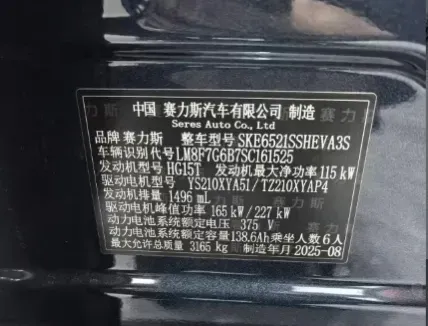 中国 赛力斯汽车有限公司 制造
Seres Auto Co., Ltd
品牌 赛力斯 整车型号 SKE6521SSHEVA3S
车辆识别代号 LM8F7G6B7SC161525
发动机型号 HG15T 发动机最大净功率 115 kW
驱动电机型号 YS210XYA51/TZ210XYAP4
发动机排量 1496 mL
驱动电机峰值功率 165 kW/227 kW
动力电池系统额定电压 375 V
动力电池系统额定容量 138.6Ah 乘坐人数 6人
最大允许总质量 3165 kg 制造年月 2025-08